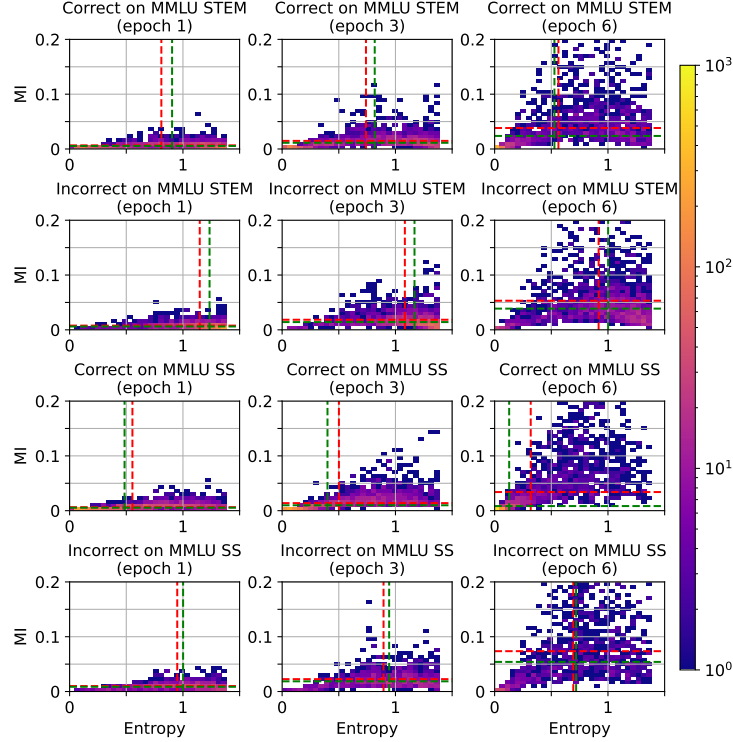 Correct on MMLU STEM
(epoch 1)
Correct on MMLU STEM
(epoch 3)
Correct on MMLU STEM
(epoch 6)
0.2
0.1
0
MI
0
1
0.2
0.1
0
0
1
0.2
0.1
0
0
1
Incorrect on MMLU STEM
(epoch 1)
Incorrect on MMLU STEM
(epoch 3)
Incorrect on MMLU STEM
(epoch 6)
0.2
0.1
0
MI
0
1
0.2
0.1
0
0
1
0.2
0.1
0
0
1
Correct on MMLU SS
(epoch 1)
Correct on MMLU SS
(epoch 3)
Correct on MMLU SS
(epoch 6)
0.2
0.1
0
MI
0
1
0.2
0.1
0
0
1
0.2
0.1
0
0
1
Incorrect on MMLU SS
(epoch 1)
Incorrect on MMLU SS
(epoch 3)
Incorrect on MMLU SS
(epoch 6)
0.2
0.1
0
MI
0
1
Entropy
0.2
0.1
0
0
1
Entropy
0.2
0.1
0
0
1
Entropy
10³
10²
10¹
10⁰